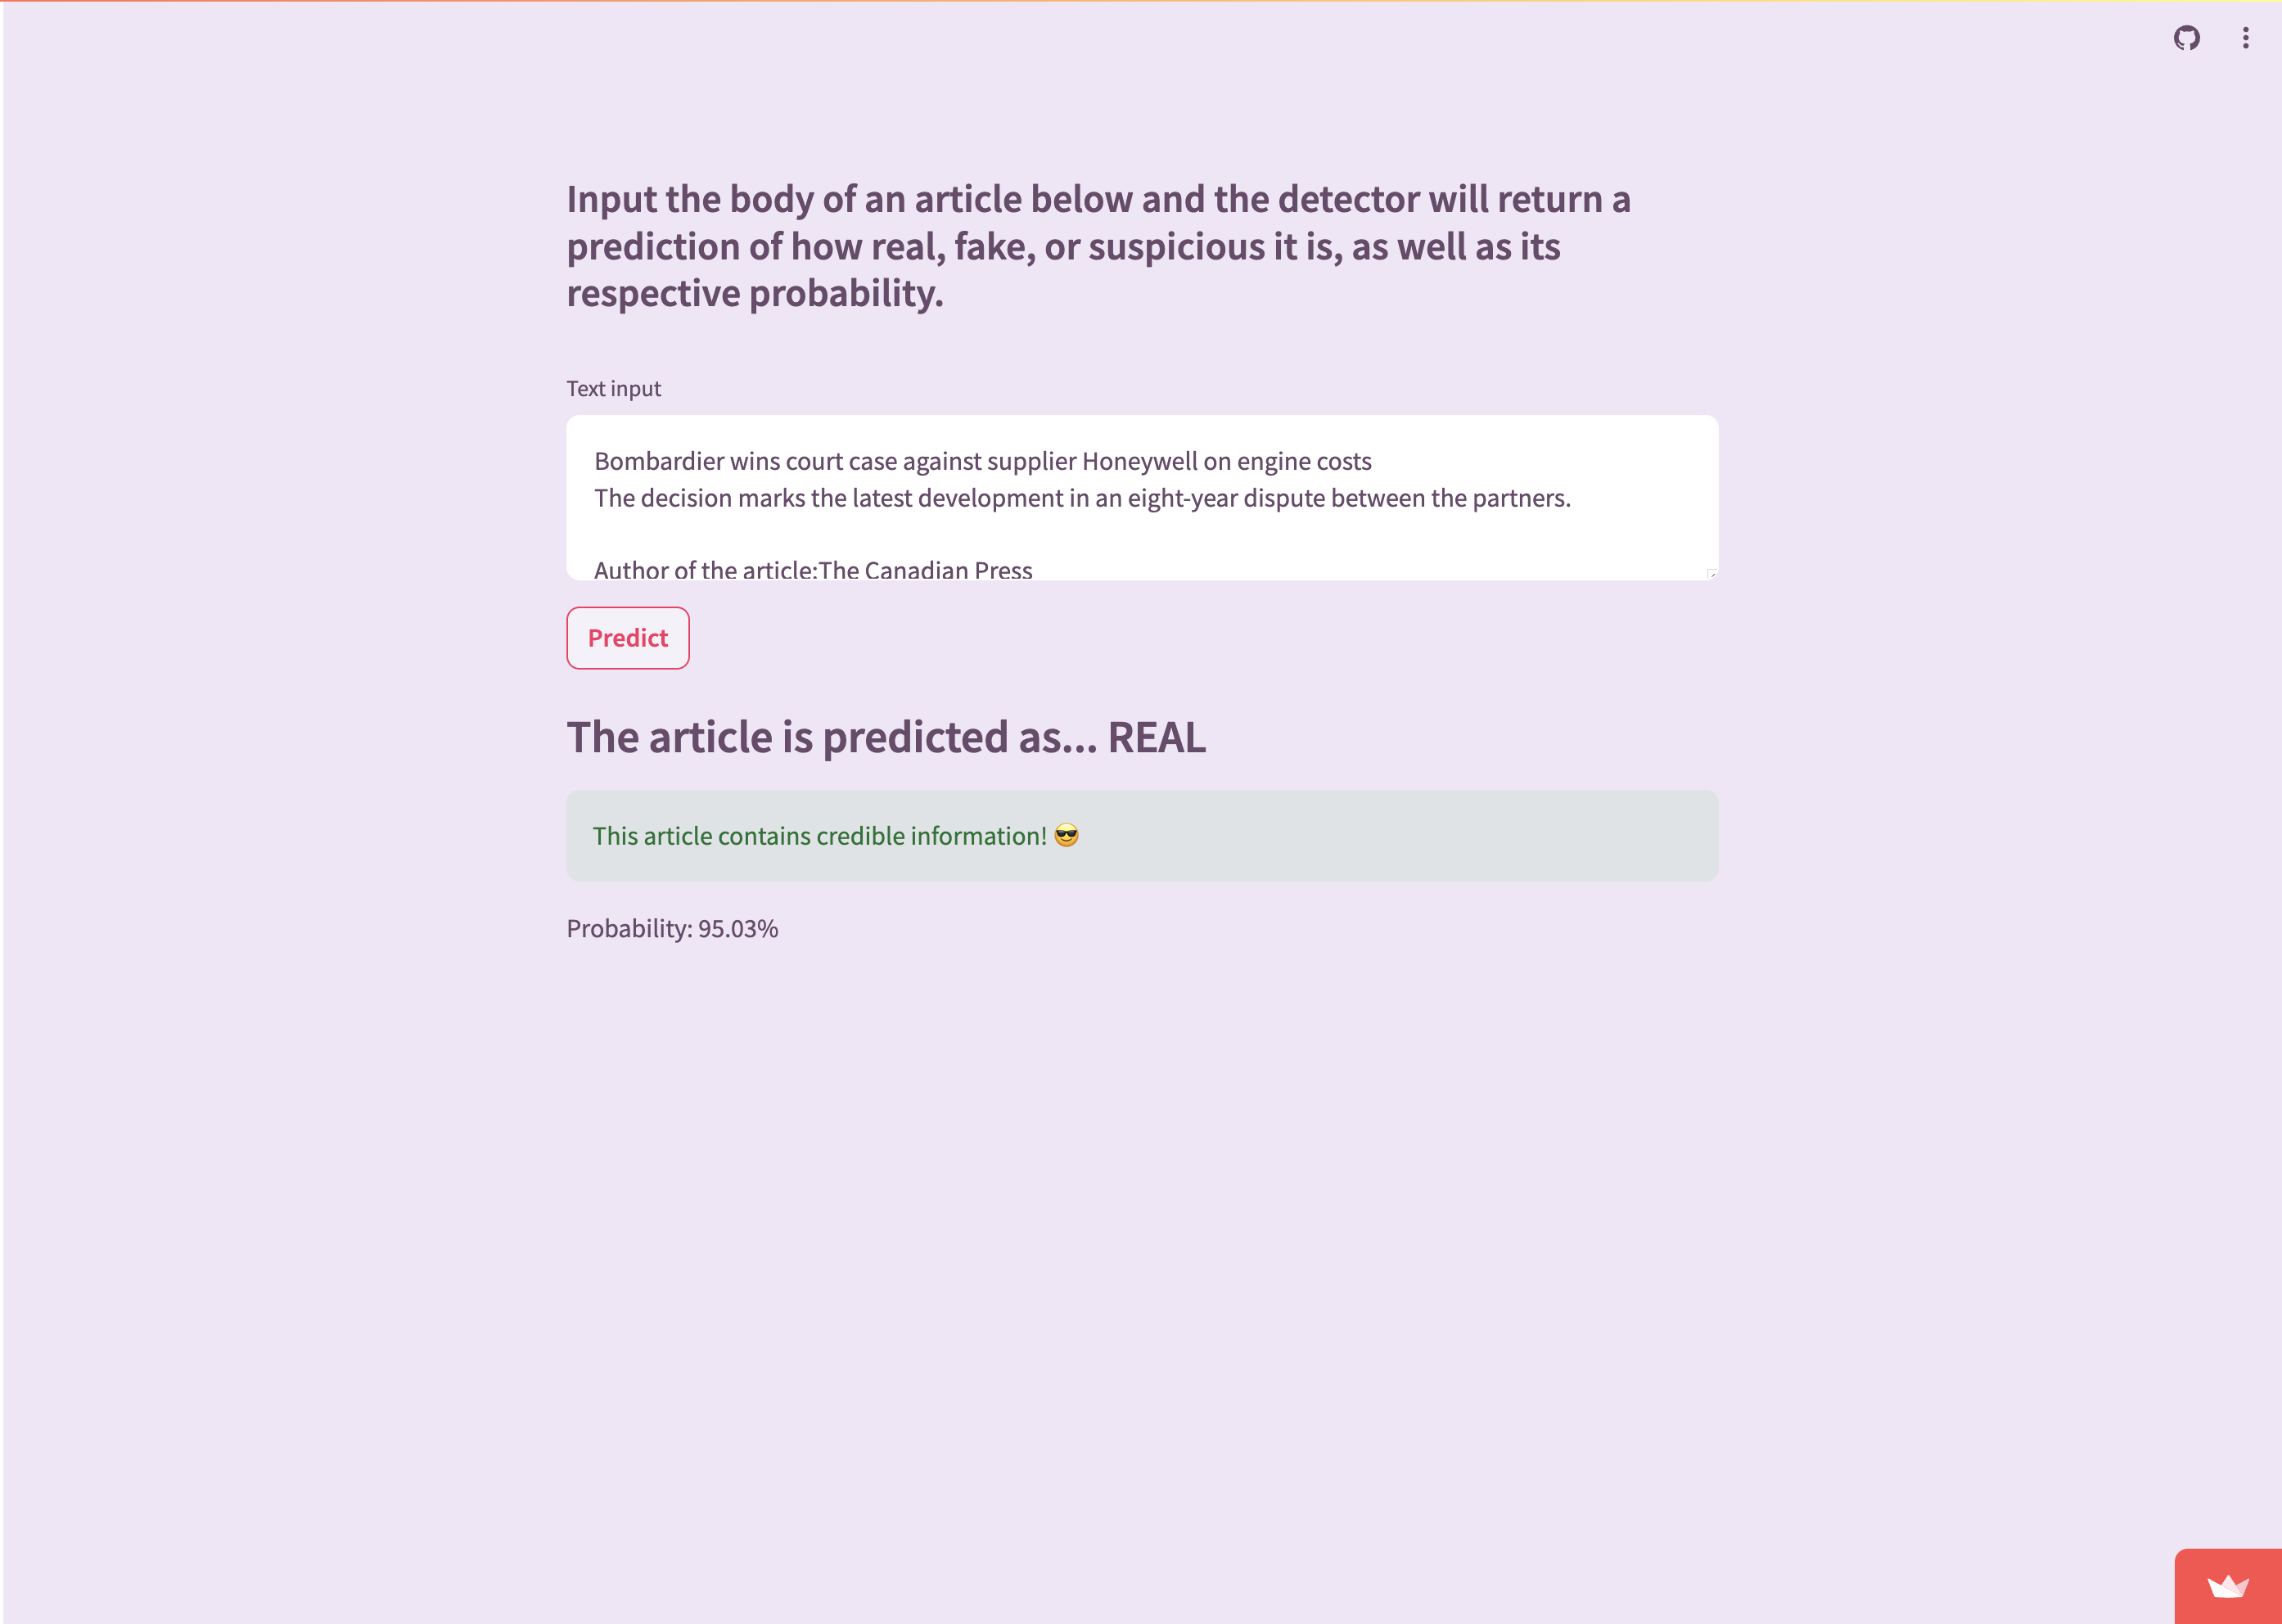 Input the body of an article below and the detector will return a
prediction of how real, fake, or suspicious it is, as well as its
respective probability.
Text input
Bombardier wins court case against supplier Honeywell on engine costs
The decision marks the latest development in an eight-year dispute between the partners.
Author of the article:The Canadian Press
Predict
The article is predicted as... REAL
This article contains credible information! 😎
Probability: 95.03%